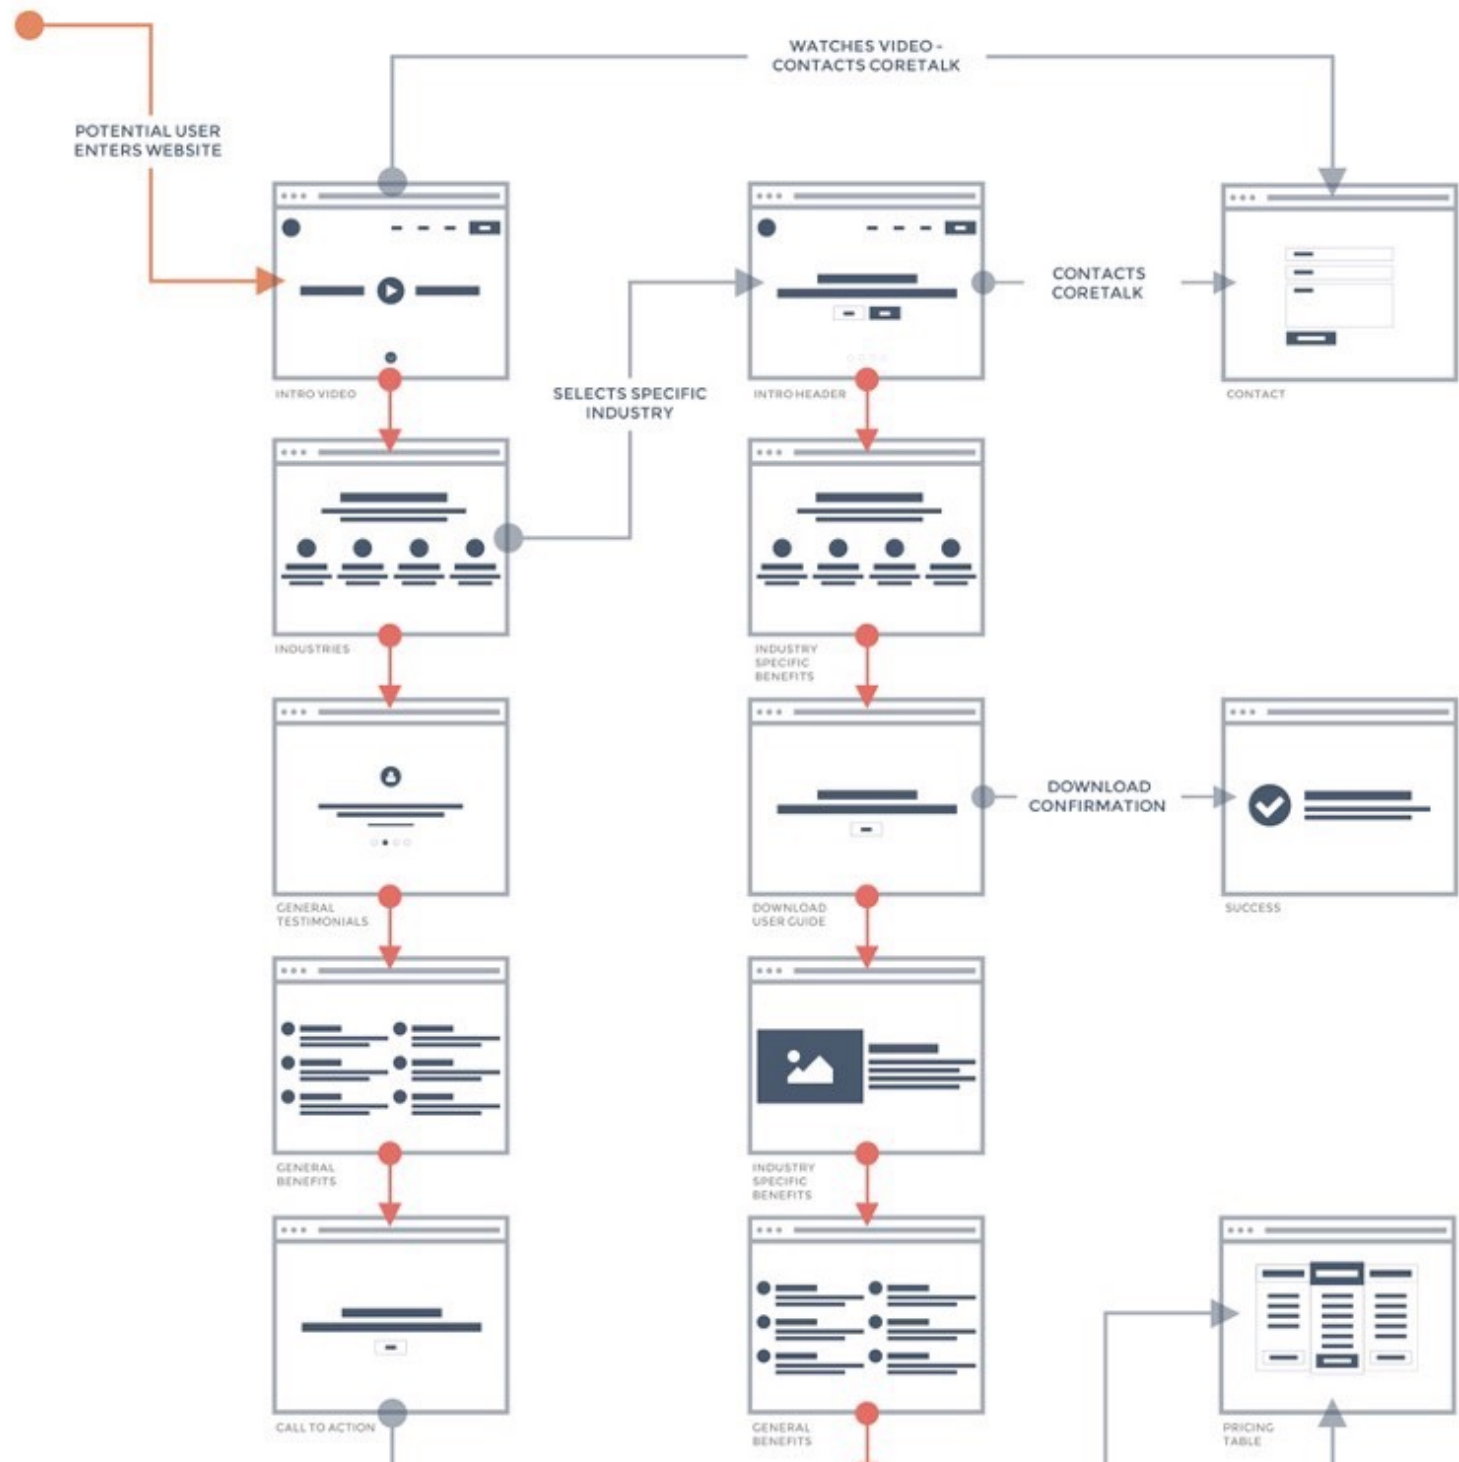 WATCHES VIDEO -
CONTACTS CORETALK
POTENTIAL USER
ENTERS WEBSITE
CONTACTS
CORETALK
INTRO VIDEO
SELECTS SPECIFIC
INDUSTRY
INTRO HEADER
CONTACT
INDUSTRIES
INDUSTRY
SPECIFIC
BENEFITS
DOWNLOAD
CONFIRMATION
GENERAL
TESTIMONIALS
DOWNLOAD
USER GUIDE
SUCCESS
GENERAL
BENEFITS
INDUSTRY
SPECIFIC
BENEFITS
CALL TO ACTION
GENERAL
BENEFITS
PRICING
TABLE